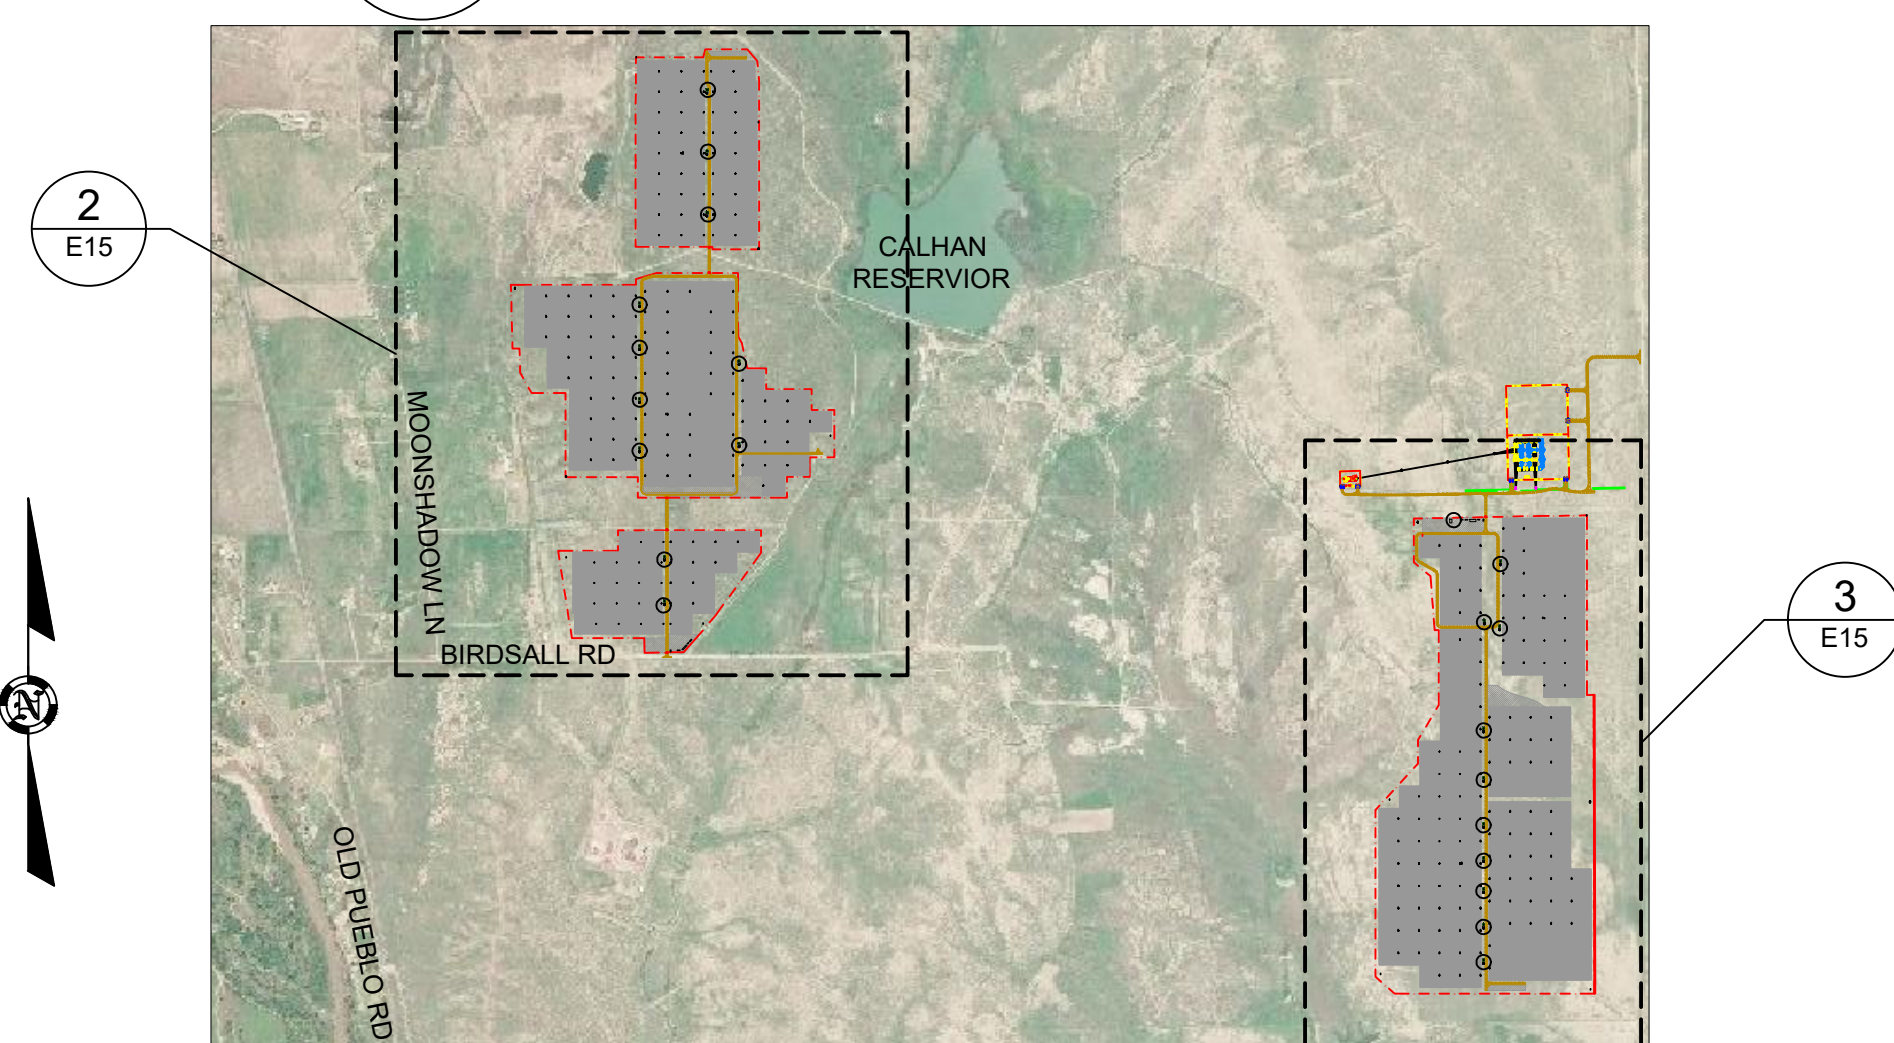 2
E15
CALHAN
RESERVIOR
MOONSHADOW LN
BIRDSALL RD
N
3
E15
OLD PUEBLO RD